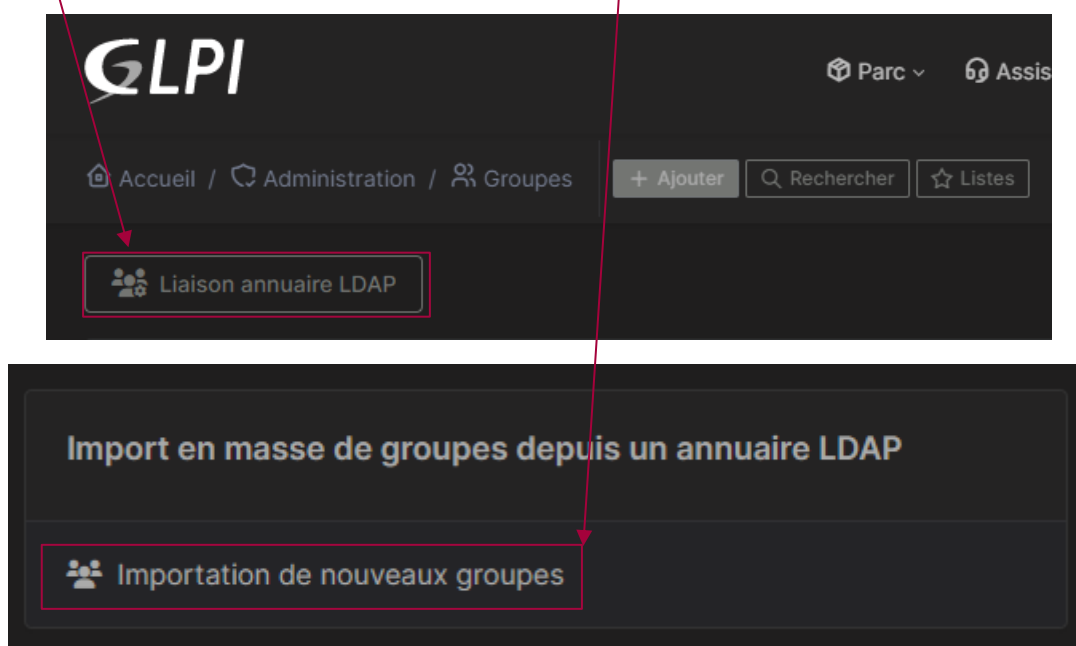 GLPI
Parc
Assis
Accueil / Administration / Groupes
+ Ajouter
Rechercher
Listes
Liaison annuaire LDAP
Import en masse de groupes depuis un annuaire LDAP
Importation de nouveaux groupes